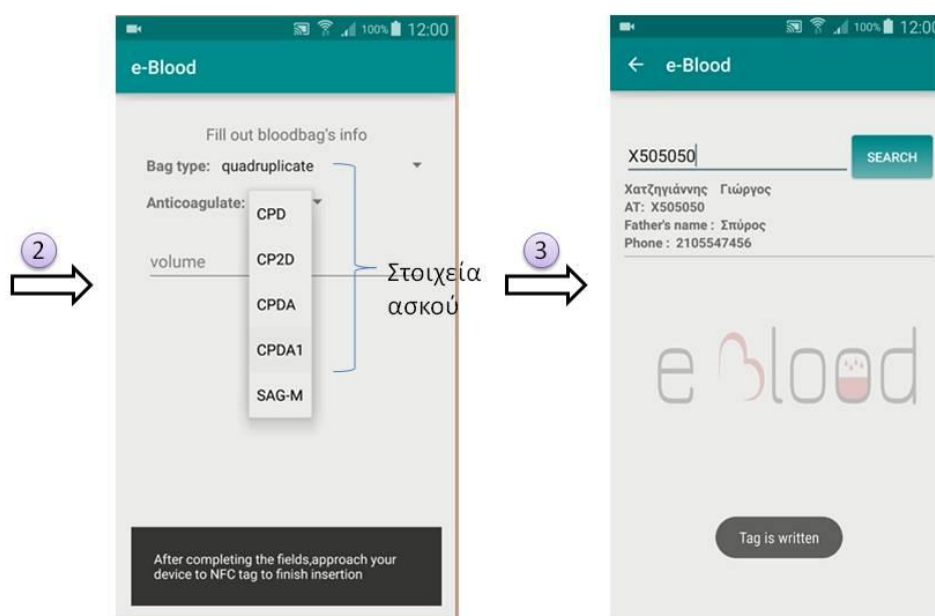 2
100% 12:00
e-Blood
Fill out bloodbag's info
Bag type: quadruplicate
Anticoagulate:
CPD
CP2D
CPDA
CPDA1
SAG-M
volume
Στοιχεία
ασκού
After completing the fields,approach your
device to NFC tag to finish insertion
3
100% 12:00
e-Blood
X505050
SEARCH
Χατζηγιάννης Γιώργος
ΑΤ: X505050
Father's name : Σπύρος
Phone : 2105547456
e Blood
Tag is written